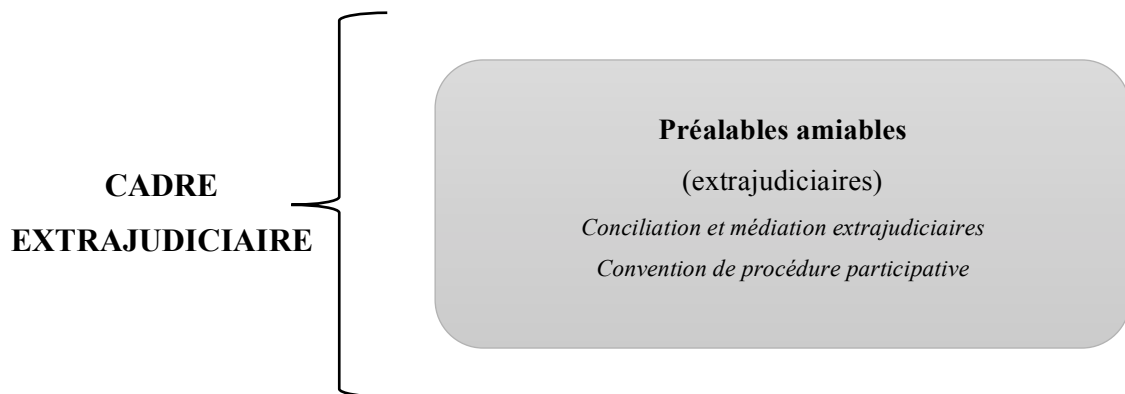 CADRE
EXTRAJUDICIAIRE
Préalables amiables
(extrajudiciaires)
Conciliation et médiation extrajudiciaires
Convention de procédure participative